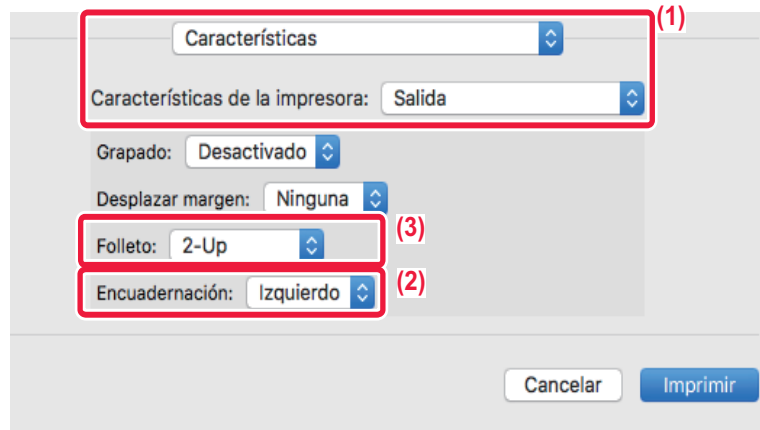 (1)
Características
Características de la impresora: Salida
Grapado: Desactivado
Desplazar margen: Ninguna
Folleto: 2-Up (3)
Encuadernación: Izquierdo (2)
Cancelar Imprimir